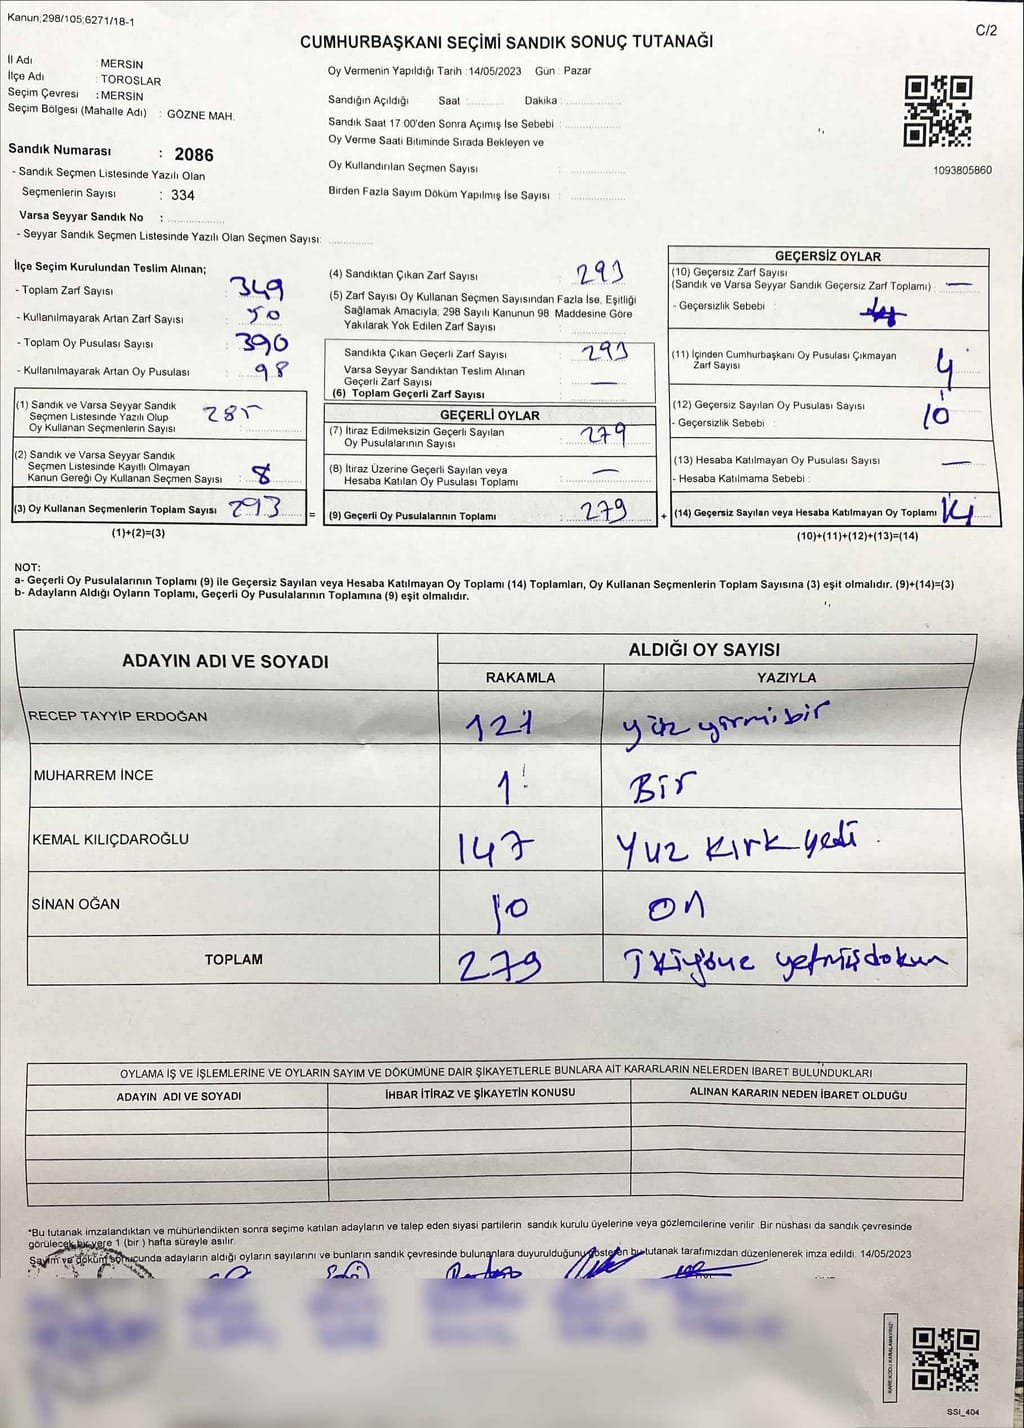 Kanun;298/105;6271/18-1
C/2
CUMHURBAŞKANI SEÇİMİ SANDIK SONUÇ TUTANAĞI
İl Adı : MERSİN
İlçe Adı : TOROSLAR
Seçim Çevresi : MERSİN
Seçim Bölgesi (Mahalle Adı) : GÖZNE MAH.
Sandık Numarası : 2086
- Sandık Seçmen Listesinde Yazılı Olan
Seçmenlerin Sayısı : 334
Varsa Seyyar Sandık No :
- Seyyar Sandık Seçmen Listesinde Yazılı Olan Seçmen Sayısı:
Oy Vermenin Yapıldığı Tarih :14/05/2023 Gün : Pazar
Sandığın Açıldığı Saat : Dakika :
Sandık Saat 17:00'den Sonra Açımış İse Sebebi :
Oy Verme Saati Bitiminde Sırada Bekleyen ve
Oy Kullandırılan Seçmen Sayısı :
Birden Fazla Sayım Döküm Yapılmış İse Sayısı :
1093805860
İlçe Seçim Kurulundan Teslim Alınan;
- Toplam Zarf Sayısı : 349
- Kullanılmayarak Artan Zarf Sayısı : 50
- Toplam Oy Pusulası Sayısı : 390
- Kullanılmayarak Artan Oy Pusulası : 98
(1) Sandık ve Varsa Seyyar Sandık
Seçmen Listesinde Yazılı Olup
Oy Kullanan Seçmenlerin Sayısı : 285
(2) Sandık ve Varsa Seyyar Sandık
Seçmen Listesinde Kayıtlı Olmayan
Kanun Gereği Oy Kullanan Seçmen Sayısı : 8
(3) Oy Kullanan Seçmenlerin Toplam Sayısı 293
(1)+(2)=(3)
=
(4) Sandıktan Çıkan Zarf Sayısı : 293
(5) Zarf Sayısı Oy Kullanan Seçmen Sayısından Fazla İse, Eşitliği
Sağlamak Amacıyla, 298 Sayılı Kanunun 98. Maddesine Göre
Yakılarak Yok Edilen Zarf Sayısı :
Sandıkta Çıkan Geçerli Zarf Sayısı : 293
Varsa Seyyar Sandıktan Teslim Alınan
Geçerli Zarf Sayısı : —
(6) Toplam Geçerli Zarf Sayısı :
GEÇERLİ OYLAR
(7) İtiraz Edilmeksizin Geçerli Sayılan
Oy Pusulalarının Sayısı : 279
(8) İtiraz Üzerine Geçerli Sayılan veya
Hesaba Katılan Oy Pusulası Toplamı : —
(9) Geçerli Oy Pusulalarının Toplamı : 279
+
GEÇERSİZ OYLAR
(10) Geçersiz Zarf Sayısı
(Sandık ve Varsa Seyyar Sandık Geçersiz Zarf Toplamı) : —
- Geçersizlik Sebebi :
(11) İçinden Cumhurbaşkanı Oy Pusulası Çıkmayan
Zarf Sayısı : 4
(12) Geçersiz Sayılan Oy Pusulası Sayısı : 10
- Geçersizlik Sebebi :
(13) Hesaba Katılmayan Oy Pusulası Sayısı : —
- Hesaba Katılmama Sebebi :
(14) Geçersiz Sayılan veya Hesaba Katılmayan Oy Toplamı : 14
(10)+(11)+(12)+(13)=(14)
NOT:
a- Geçerli Oy Pusulalarının Toplamı (9) ile Geçersiz Sayılan veya Hesaba Katılmayan Oy Toplamı (14) Toplamları, Oy Kullanan Seçmenlerin Toplam Sayısına (3) eşit olmalıdır. (9)+(14)=(3)
b- Adayların Aldığı Oyların Toplamı, Geçerli Oy Pusulalarının Toplamına (9) eşit olmalıdır.
ADAYIN ADI VE SOYADI
ALDIĞI OY SAYISI
RAKAMLA YAZIYLA
RECEP TAYYİP ERDOĞAN 121 yüz yirmi bir
MUHARREM İNCE 1 Bir
KEMAL KILIÇDAROĞLU 147 Yuz Kırk yedi
SİNAN OĞAN 10 on
TOPLAM 279 İkiyüz yetmişdokuz
OYLAMA İŞ VE İŞLEMLERİNE VE OYLARIN SAYIM VE DÖKÜMÜNE DAİR ŞİKAYETLERLE BUNLARA AİT KARARLARIN NELERDEN İBARET BULUNDUKLARI
ADAYIN ADI VE SOYADI İHBAR İTİRAZ VE ŞİKAYETİN KONUSU ALINAN KARARIN NEDEN İBARET OLDUĞU
*Bu tutanak imzalandıktan ve mühürlendikten sonra seçime katılan adayların ve talep eden siyasi partilerin sandık kurulu üyelerine veya gözlemcilerine verilir. Bir nüshası da sandık çevresinde
görülecek bir yere 1 (bir ) hafta süreyle asılır.
Sayım ve döküm sonucunda adayların aldığı oyların sayılarını ve bunların sandık çevresinde bulunanlara duyurulduğunu gösteren bu tutanak tarafımızdan düzenlenerek imza edildi. 14/05/2023
KARE KODU KARALAMAYINIZ!
SSİ_404